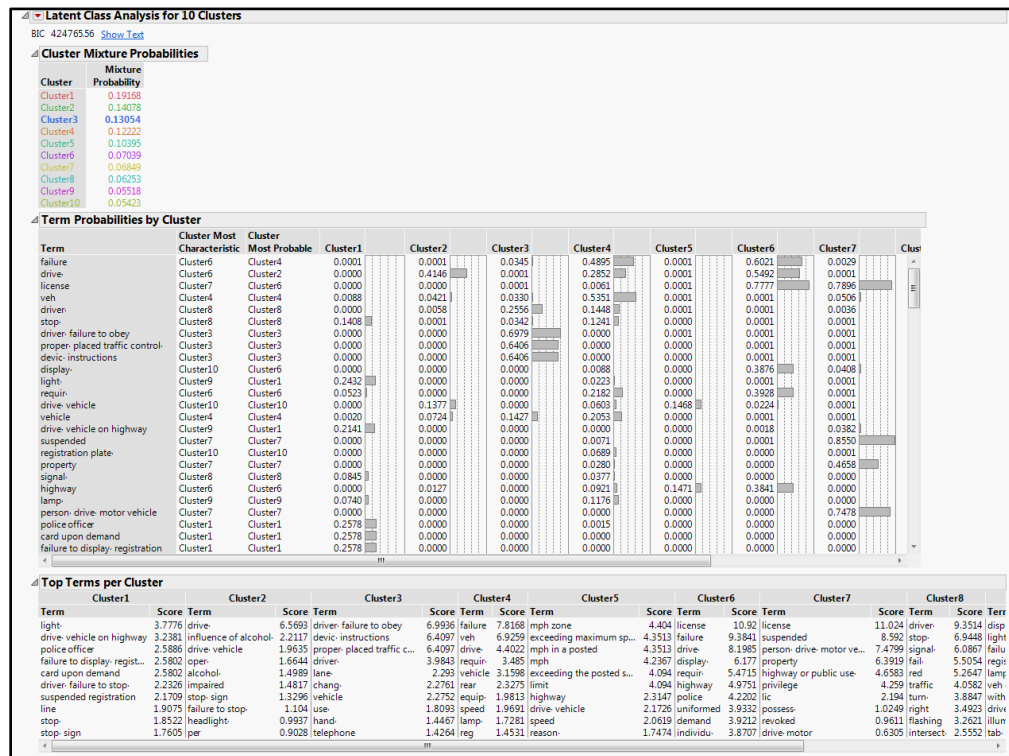 Latent Class Analysis for 10 Clusters
BIC 424765.56 Show Text
Cluster Mixture Probabilities
Mixture
Cluster Probability
Cluster1 0.19168
Cluster2 0.14078
Cluster3 0.13054
Cluster4 0.12222
Cluster5 0.10395
Cluster6 0.07039
Cluster7 0.06849
Cluster8 0.06253
Cluster9 0.05518
Cluster10 0.05423
Term Probabilities by Cluster
Cluster Most Cluster
Term Characteristic Most Probable Cluster1 Cluster2 Cluster3 Cluster4 Cluster5 Cluster6 Cluster7 Clust
failure Cluster6 Cluster4 0.0001 0.0001 0.0345 0.4895 0.0001 0.6021 0.0029
drive· Cluster2 Cluster6 0.0001 0.4146 0.0001 0.2852 0.0001 0.5492 0.0001
license Cluster7 Cluster6 0.0000 0.0000 0.0001 0.0061 0.0001 0.7777 0.7896
veh Cluster4 Cluster4 0.0088 0.0421 0.0330 0.5351 0.0001 0.0001 0.0506
driver· Cluster8 Cluster8 0.0000 0.0058 0.2556 0.1448 0.0001 0.0001 0.0036
stop· Cluster8 Cluster8 0.1408 0.0001 0.0342 0.1241 0.0001 0.0001 0.0001
driver· failure to obey Cluster3 Cluster3 0.0000 0.0000 0.6979 0.0000 0.0001 0.0001 0.0001
proper· placed traffic control· Cluster3 Cluster3 0.0000 0.0000 0.6406 0.0000 0.0000 0.0001 0.0001
devic· instructions Cluster3 Cluster3 0.0000 0.0000 0.6406 0.0000 0.0000 0.0001 0.0001
display· Cluster10 Cluster6 0.0000 0.0000 0.0000 0.0088 0.0001 0.3876 0.0408
light· Cluster9 Cluster1 0.2432 0.0000 0.0000 0.0223 0.0000 0.0001 0.0001
requir· Cluster6 Cluster6 0.0523 0.0000 0.0000 0.2182 0.0000 0.3928 0.0001
drive· vehicle Cluster10 Cluster10 0.0000 0.1377 0.0000 0.0603 0.1468 0.0224 0.0001
vehicle Cluster4 Cluster4 0.0020 0.0724 0.1427 0.2053 0.0000 0.0001 0.0001
drive· vehicle on highway Cluster9 Cluster1 0.2141 0.0000 0.0000 0.0000 0.0000 0.0018 0.0382
suspended Cluster7 Cluster7 0.0000 0.0000 0.0000 0.0071 0.0000 0.0001 0.8550
registration plate· Cluster10 Cluster10 0.0000 0.0000 0.0000 0.0689 0.0000 0.0000 0.0001
property Cluster7 Cluster7 0.0000 0.0000 0.0000 0.0280 0.0000 0.0000 0.4658
signal· Cluster8 Cluster8 0.0845 0.0000 0.0000 0.0377 0.0000 0.0000 0.0000
highway Cluster6 Cluster6 0.0000 0.0127 0.0000 0.0921 0.1471 0.3841 0.0000
lamp· Cluster9 Cluster9 0.0740 0.0000 0.0000 0.1176 0.0000 0.0000 0.0000
person· drive· motor vehicle Cluster7 Cluster7 0.0000 0.0000 0.0000 0.0000 0.0000 0.0000 0.7478
police officer Cluster1 Cluster1 0.2578 0.0000 0.0000 0.0015 0.0000 0.0000 0.0000
card upon demand Cluster1 Cluster1 0.2578 0.0000 0.0000 0.0000 0.0000 0.0000 0.0000
failure to display· registration Cluster1 Cluster1 0.2578 0.0000 0.0000 0.0000 0.0000 0.0000 0.0000
Top Terms per Cluster
Cluster1 Cluster2 Cluster3 Cluster4 Cluster5 Cluster6 Cluster7 Cluster8
Term Score Term Score Term Score Term Score Term Score Term Score Term Score Term Score Term
light· 3.7776 drive· 6.5693 driver· failure to obey 6.9936 failure 7.8168 mph zone 4.404 license 10.92 license 11.024 driver· 9.3514 disp
drive· vehicle on highway 3.2381 influence of alcohol· 2.2117 devic· instructions 6.4097 veh 6.9259 exceeding maximum sp... 4.3513 failure 9.3841 suspended 8.592 stop· 6.9448 light
police officer 2.5886 drive· vehicle 1.9635 proper· placed traffic c... 6.4097 drive· 4.4022 mph in a posted 4.3513 drive· 8.1985 person· drive· motor ve... 7.4799 signal· 6.0867 failu
failure to display· regist... 2.5802 oper· 1.6644 driver· 3.9843 requir· 3.485 mph 4.2367 display· 6.177 property 6.3919 fail· 5.5054 regis
card upon demand 2.5802 alcohol· 1.4989 lane· 2.293 vehicle 3.1598 exceeding the posted s... 4.094 requir· 5.4715 highway or public use· 4.6583 red 5.2647 lamp
driver· failure to stop· 2.2326 impaired 1.4817 chang· 2.2761 rear 2.3275 limit 4.094 highway 4.9751 privilege 4.259 traffic 4.0582 veh
suspended registration 2.1709 stop· sign 1.3296 vehicle 2.2752 equip· 1.9813 highway 2.3147 police 4.2202 lic 2.194 turn· 3.8847 with
line 1.9075 failure to stop· 1.104 use· 1.8093 speed 1.9691 drive· vehicle 2.1726 uniformed 3.9332 possess· 1.0249 right 3.4923 drive
stop· 1.8522 headlight· 0.9937 hand· 1.4467 lamp· 1.7281 speed 2.0619 demand 3.9212 revoked 0.9611 flashing 3.2621 illum
stop· sign 1.7605 per 0.9028 telephone 1.4264 reg 1.4531 reason· 1.7474 individu· 3.8707 drive· motor 0.6305 intersect· 2.5552 tab·